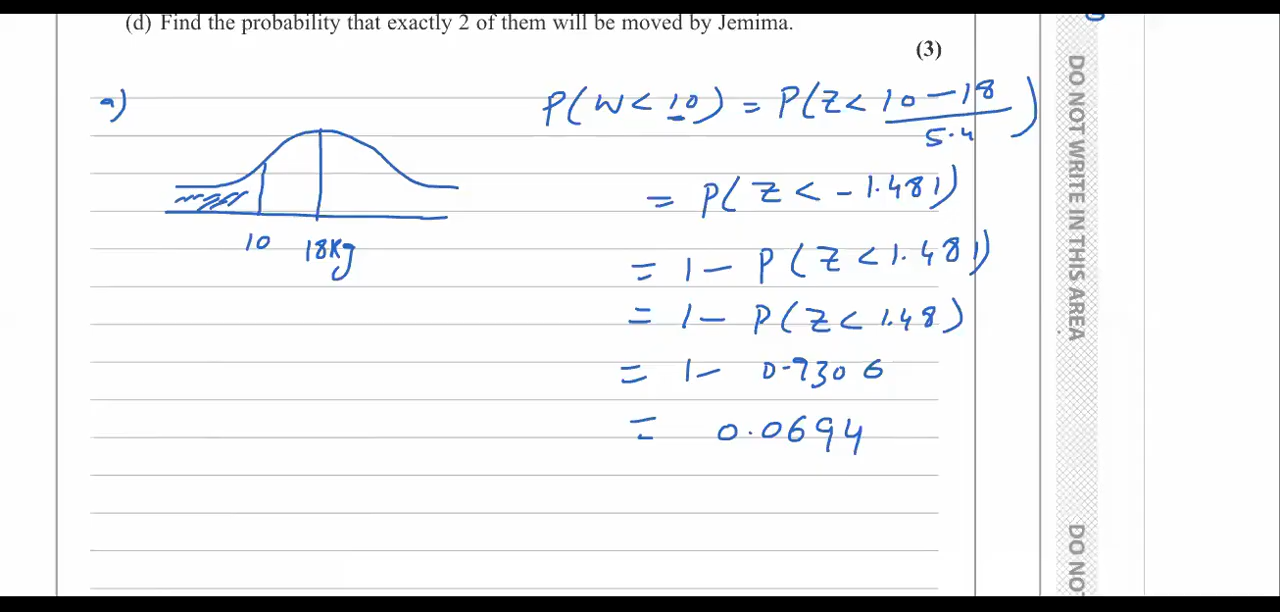 (d) Find the probability that exactly 2 of them will be moved by Jemima.
(3)
a)
P(W < 10) = P(Z < 10 - 18 / 5.4)
= P(Z < - 1.481)
10 18Kg
= 1 - P(Z < 1.481)
= 1 - P(Z < 1.48)
= 1 - 0.9306
= 0.0694
DO NOT WRITE IN THIS AREA
DO NO